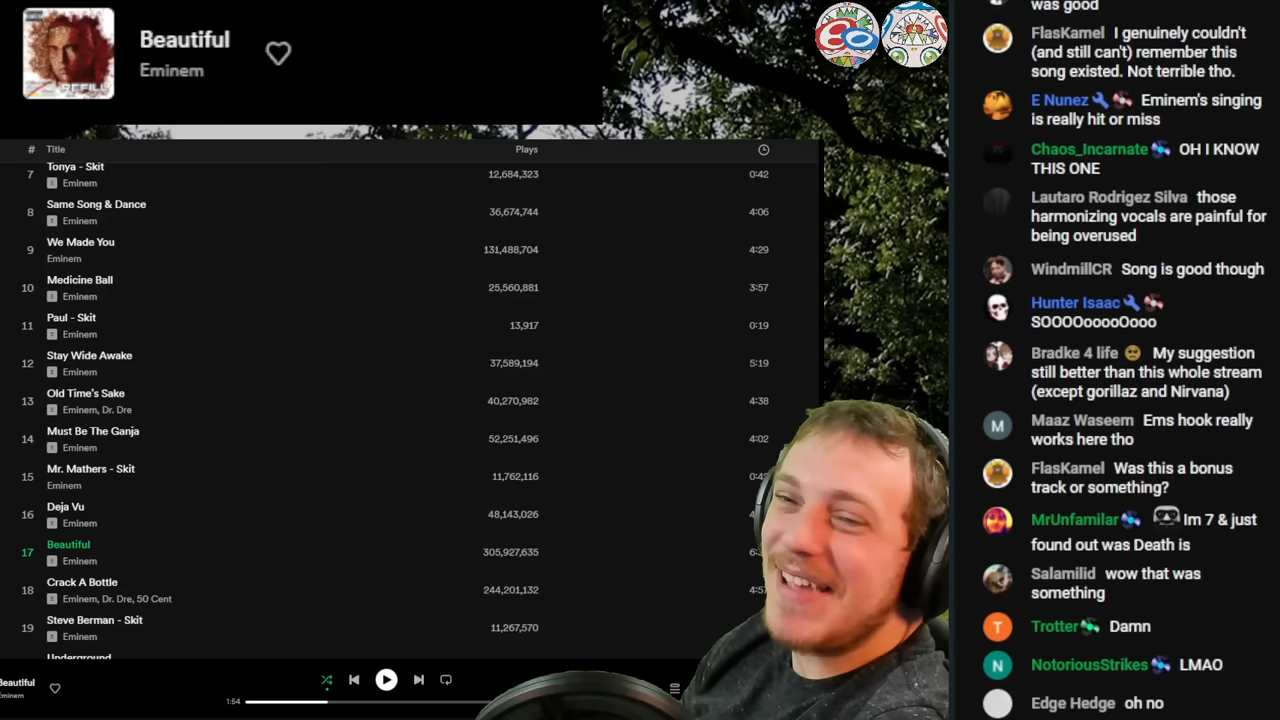 Beautiful
Eminem
REFILL
# Title Plays
Tonya - Skit
7 12,684,323 0:42
Eminem
Same Song & Dance
8 36,674,744 4:06
Eminem
We Made You
9 131,488,704 4:29
Eminem
Medicine Ball
10 25,560,881 3:57
Eminem
Paul - Skit
11 13,917 0:19
Eminem
Stay Wide Awake
12 37,589,194 5:19
Eminem
Old Time's Sake
13 40,270,982 4:38
Eminem, Dr. Dre
Must Be The Ganja
14 52,251,496 4:02
Eminem
Mr. Mathers - Skit
15 11,762,116
Eminem
Deja Vu
16 48,143,026
Eminem
Beautiful
17 305,927,635
Eminem
Crack A Bottle
18 244,201,132
Eminem, Dr. Dre, 50 Cent
Steve Berman - Skit
19 11,267,570
Eminem
Underground
Beautiful
Eminem
1:54
was good
FlasKamel I genuinely couldn't
(and still can't) remember this
song existed. Not terrible tho.
E Nunez Eminem's singing
is really hit or miss
Chaos_Incarnate OH I KNOW
THIS ONE
Lautaro Rodrigez Silva those
harmonizing vocals are painful for
being overused
WindmillCR Song is good though
Hunter Isaac
SOOOOooooOooo
Bradke 4 life My suggestion
still better than this whole stream
(except gorillaz and Nirvana)
M
Maaz Waseem Ems hook really
works here tho
FlasKamel Was this a bonus
track or something?
MrUnfamilar Im 7 & just
found out was Death is
Salamilid wow that was
something
T
Trotter Damn
N
NotoriousStrikes LMAO
Edge Hedge oh no